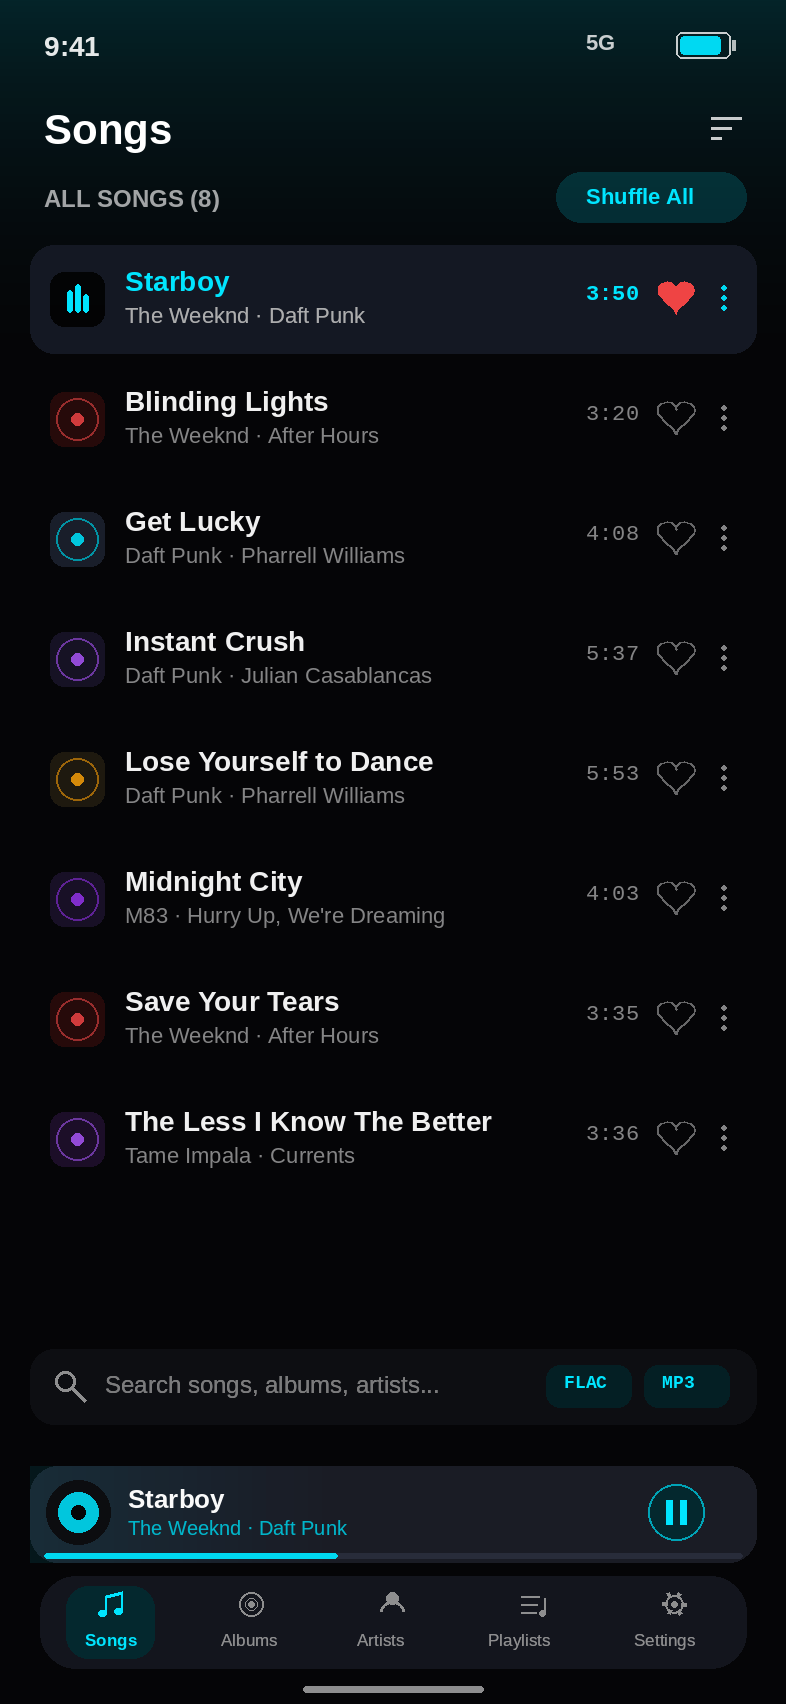 9:41
5G
Songs
ALL SONGS (8)
Shuffle All
Starboy
The Weeknd · Daft Punk
3:50
Blinding Lights
The Weeknd · After Hours
3:20
Get Lucky
Daft Punk · Pharrell Williams
4:08
Instant Crush
Daft Punk · Julian Casablancas
5:37
Lose Yourself to Dance
Daft Punk · Pharrell Williams
5:53
Midnight City
M83 · Hurry Up, We're Dreaming
4:03
Save Your Tears
The Weeknd · After Hours
3:35
The Less I Know The Better
Tame Impala · Currents
3:36
Search songs, albums, artists...
FLAC
MP3
Starboy
The Weeknd · Daft Punk
Songs
Albums
Artists
Playlists
Settings